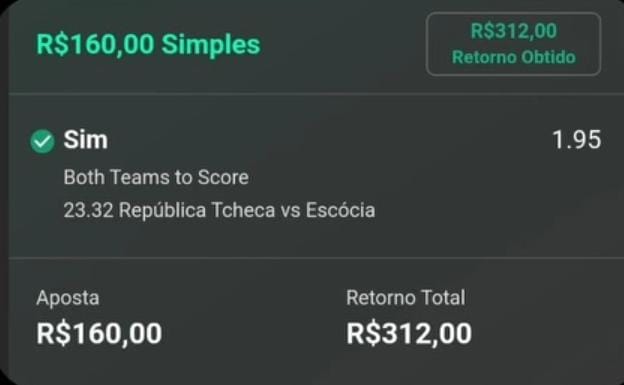 R$160,00 Simples
R$312,00
Retorno Obtido
Sim 1.95
Both Teams to Score
23.32 República Tcheca vs Escócia
Aposta Retorno Total
R$160,00 R$312,00